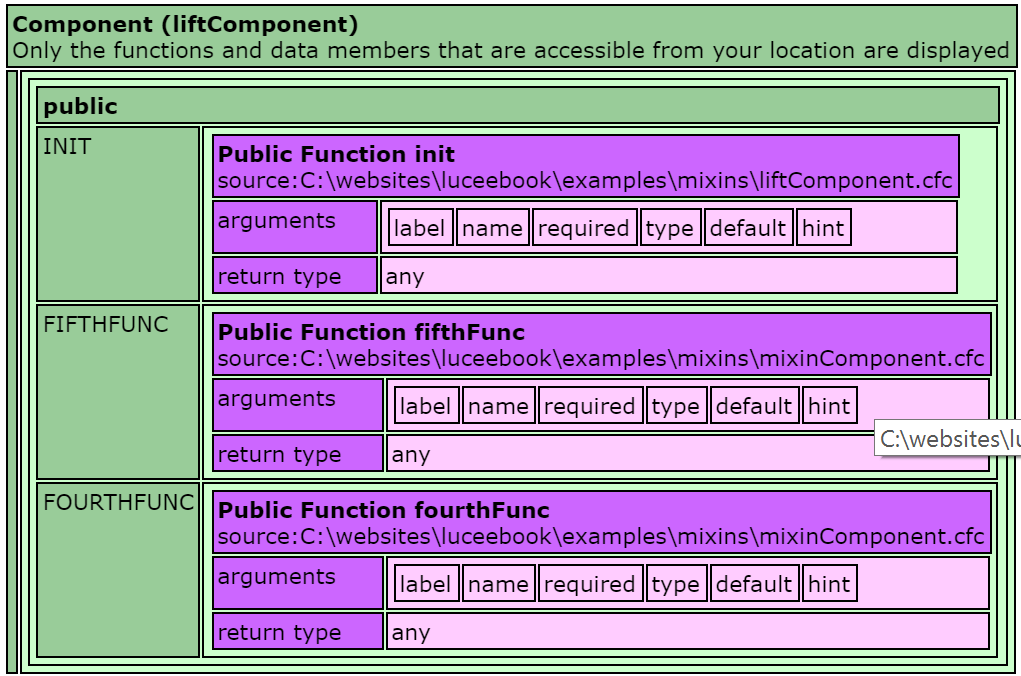 Component (liftComponent)
Only the functions and data members that are accessible from your location are displayed
public
INIT
Public Function init
source:C:\websites\luceebook\examples\mixins\liftComponent.cfc
arguments label name required type default hint
return type any
FIFTHFUNC
Public Function fifthFunc
source:C:\websites\luceebook\examples\mixins\mixinComponent.cfc
arguments label name required type default hint
C:\websites\lu
return type any
FOURTHFUNC
Public Function fourthFunc
source:C:\websites\luceebook\examples\mixins\mixinComponent.cfc
arguments label name required type default hint
return type any